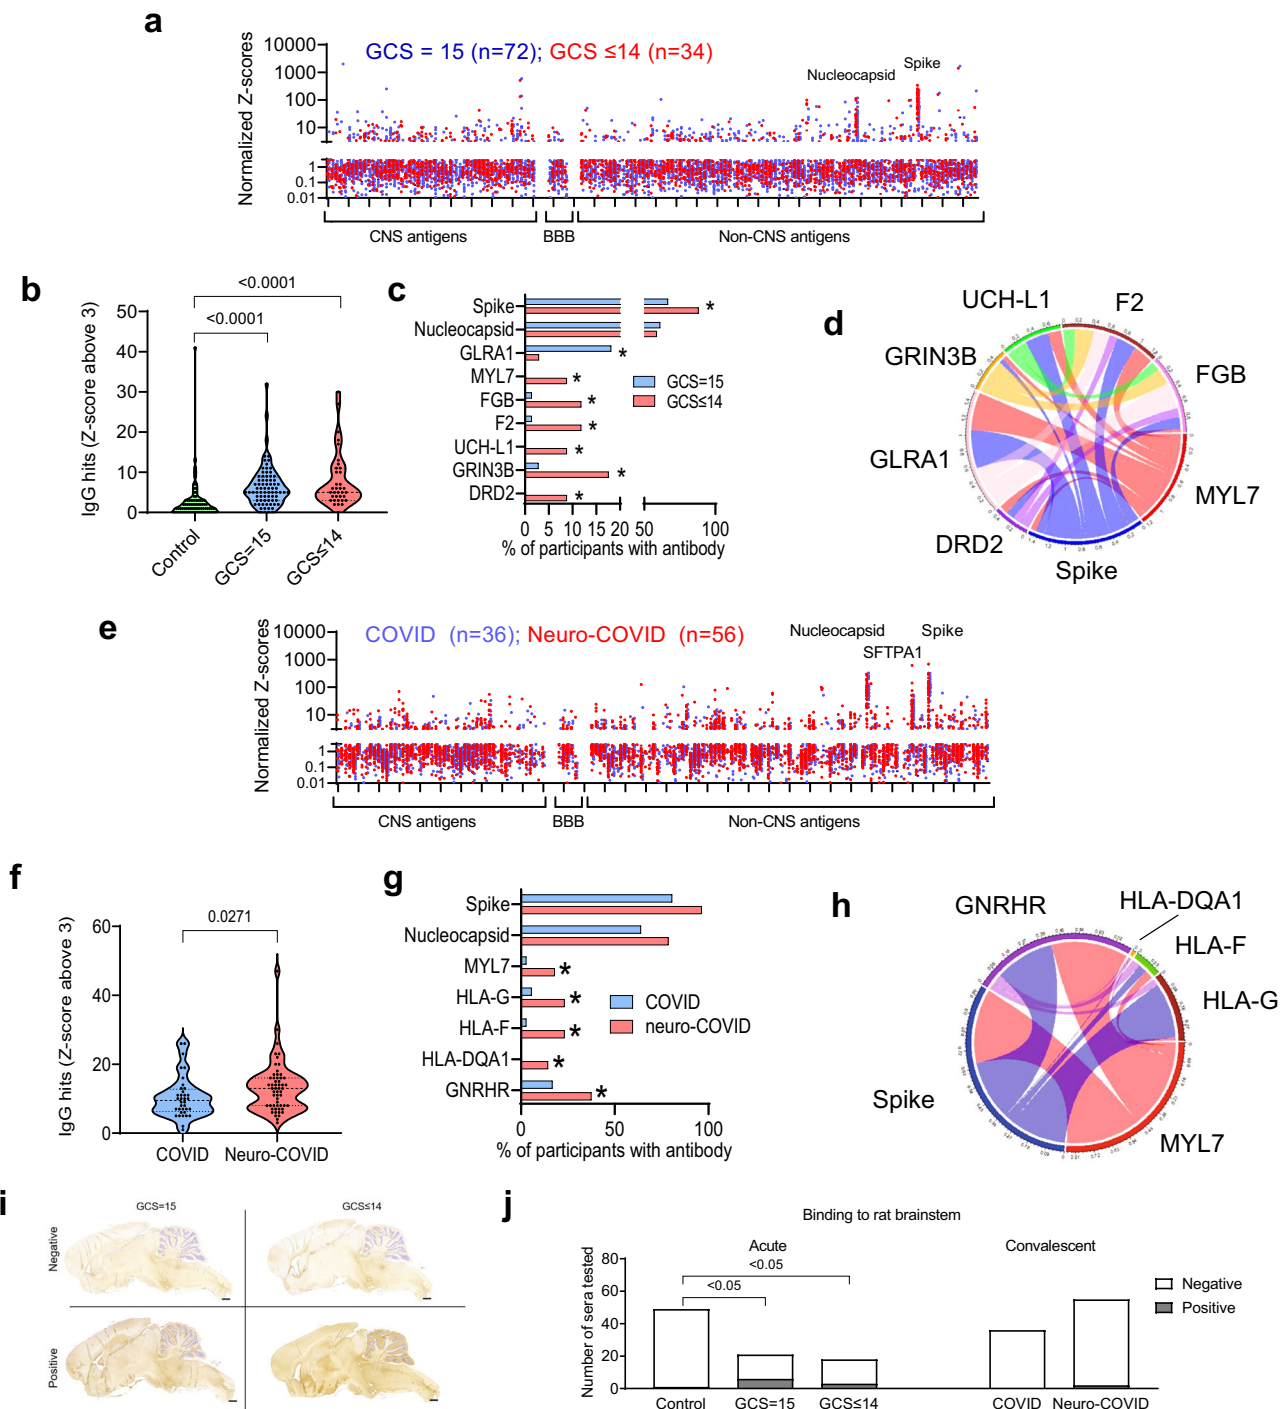 a
GCS = 15 (n=72); GCS ≤14 (n=34)
Normalized Z-scores
10000
1000
100
10
1
0.1
0.01
Nucleocapsid
Spike
CNS antigens
BBB
Non-CNS antigens
b
IgG hits (Z-score above 3)
<0.0001
<0.0001
50
40
30
20
10
0
Control
GCS=15
GCS≤14
c
Spike
Nucleocapsid
GLRA1
MYL7
FGB
F2
UCH-L1
GRIN3B
DRD2
*
*
*
*
*
*
*
*
GCS=15
GCS≤14
0 5 10 15 20 50 100
% of participants with antibody
d
UCH-L1
F2
GRIN3B
FGB
GLRA1
MYL7
DRD2
Spike
e
COVID (n=36); Neuro-COVID (n=56)
Normalized Z-scores
10000
1000
100
10
1
0.1
0.01
Nucleocapsid
Spike
SFTPA1
CNS antigens
BBB
Non-CNS antigens
f
IgG hits (Z-score above 3)
0.0271
60
40
20
0
COVID
Neuro-COVID
g
Spike
Nucleocapsid
MYL7
HLA-G
HLA-F
HLA-DQA1
GNRHR
*
*
*
*
*
COVID
neuro-COVID
0 50 100
% of participants with antibody
h
GNRHR
HLA-DQA1
HLA-F
HLA-G
Spike
MYL7
i
GCS=15
GCS≤14
Negative
Positive
j
Binding to rat brainstem
Acute
Convalescent
<0.05
<0.05
Number of sera tested
80
60
40
20
0
Negative
Positive
Control
GCS=15
GCS≤14
COVID
Neuro-COVID